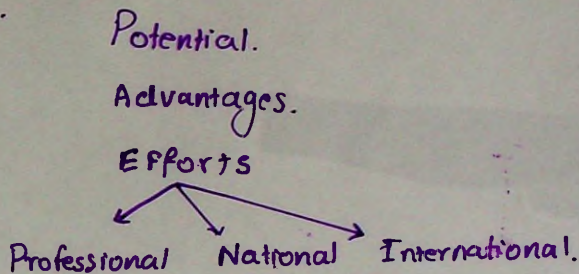 Potential.
Advantages.
Efforts
Professional National International.